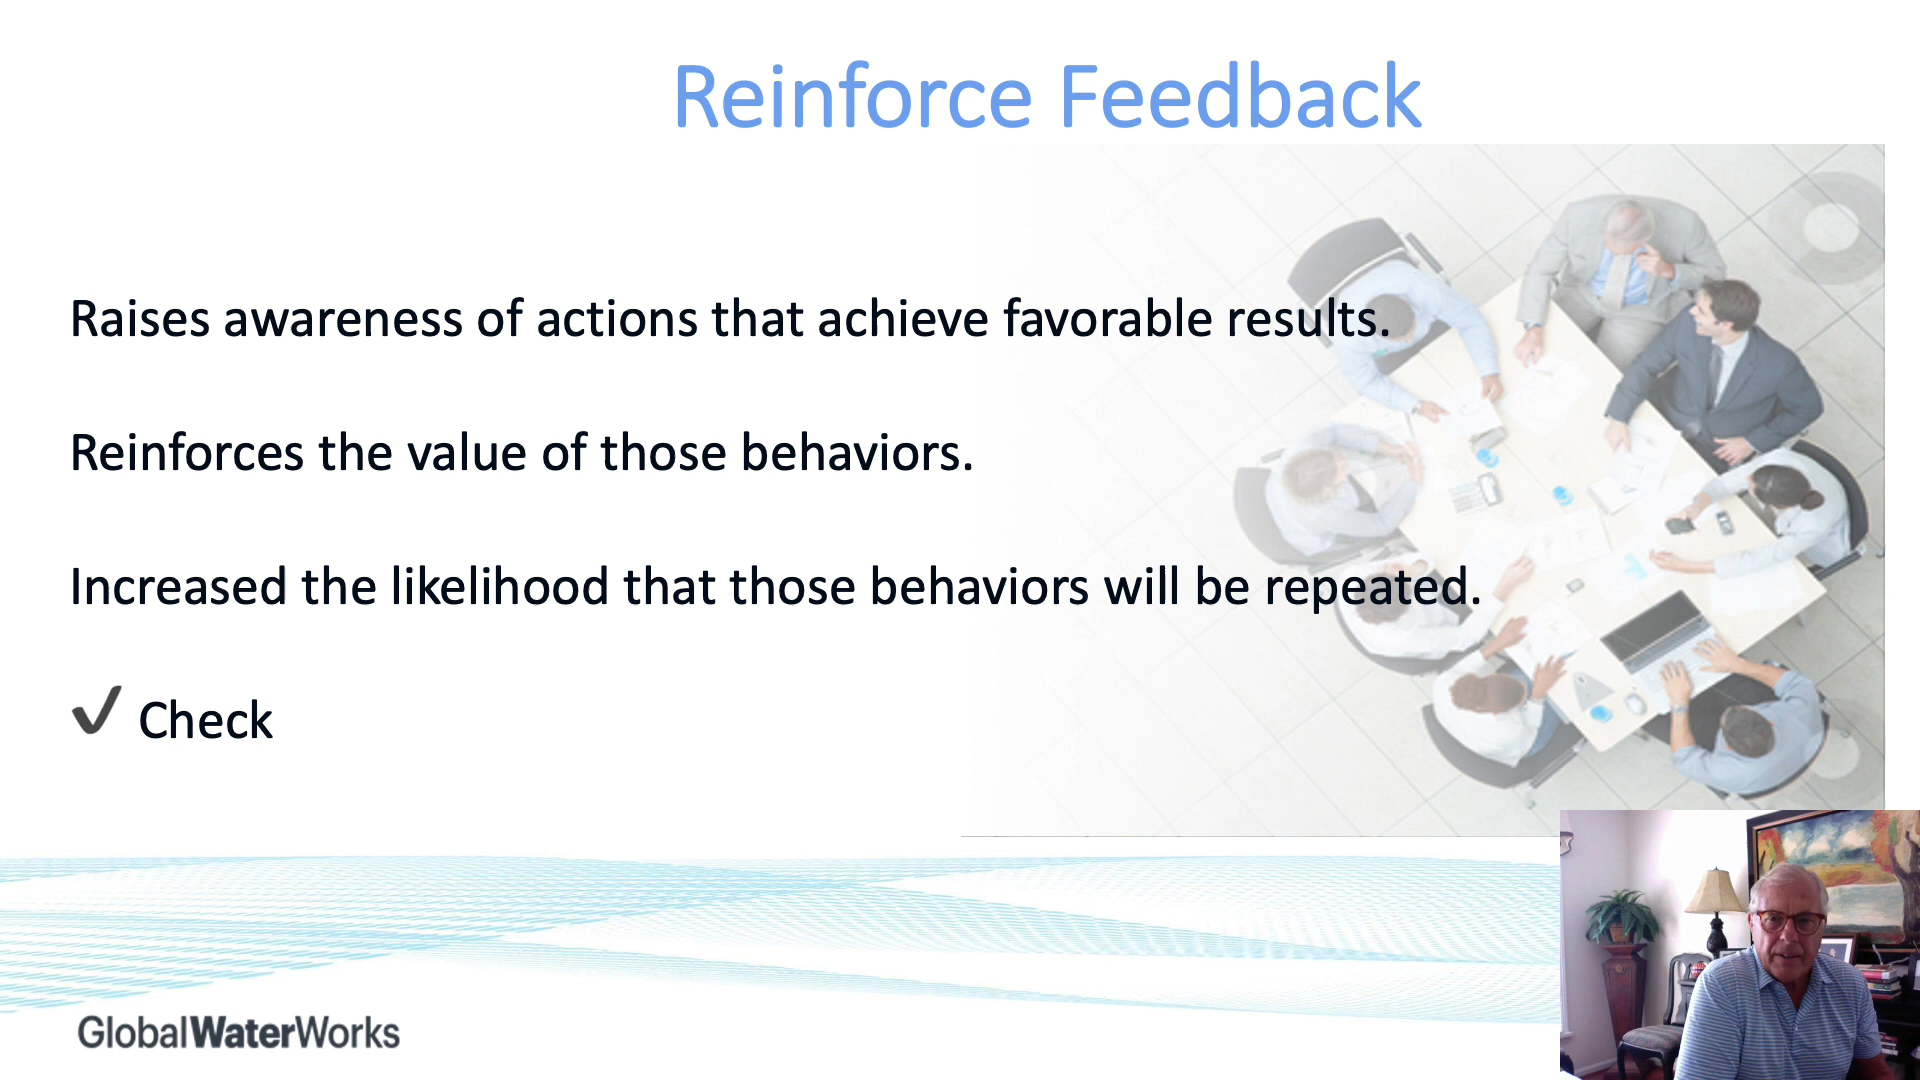 Reinforce Feedback
Raises awareness of actions that achieve favorable results.
Reinforces the value of those behaviors.
Increased the likelihood that those behaviors will be repeated.
✓ Check
GlobalWaterWorks